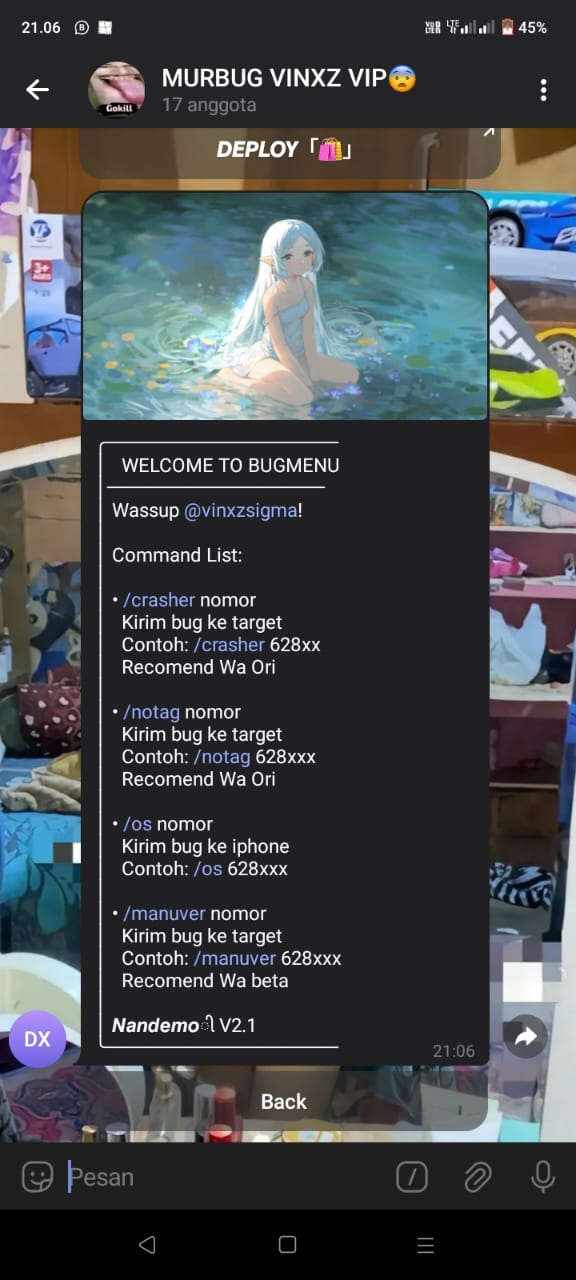 21.06
45%
MURBUG VINXZ VIP😨
Gokill
17 anggota
DEPLOY「🛍」
3+
WELCOME TO BUGMENU
Wassup @vinxzsigma!
Command List:
• /crasher nomor
Kirim bug ke target
Contoh: /crasher 628xx
Recomend Wa Ori
• /notag nomor
Kirim bug ke target
Contoh: /notag 628xxx
Recomend Wa Ori
• /os nomor
Kirim bug ke iphone
Contoh: /os 628xxx
• /manuver nomor
Kirim bug ke target
Contoh: /manuver 628xxx
Recomend Wa beta
Nandemoꪱ V2.1
DX
21:06
Back
Pesan